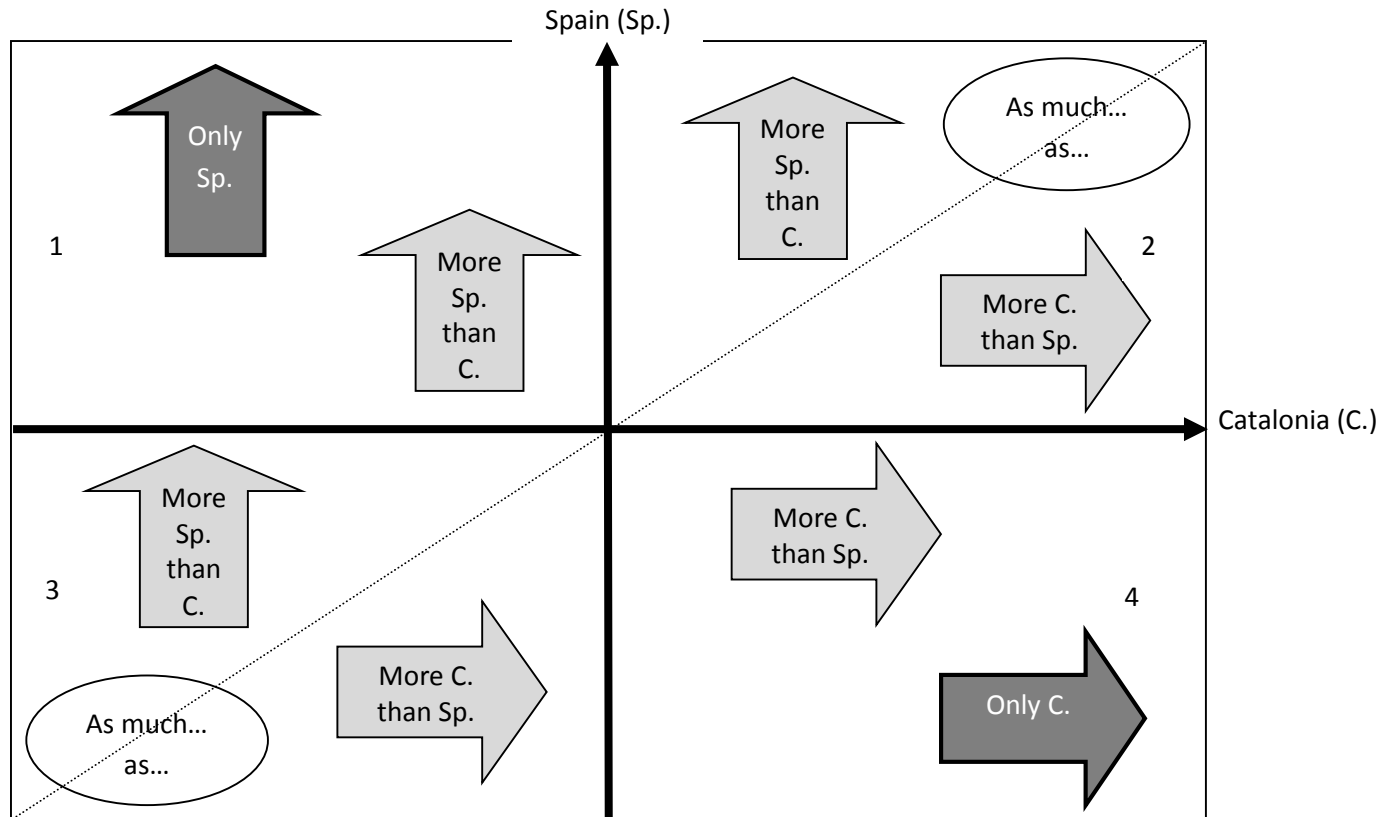 Spain (Sp.)
Only
Sp.
More
Sp.
than
C.
As much…
as…
1
More
Sp.
than
C.
2
More C.
than Sp.
Catalonia (C.)
More
Sp.
than
C.
More C.
than Sp.
3
4
More C.
than Sp.
Only C.
As much…
as…